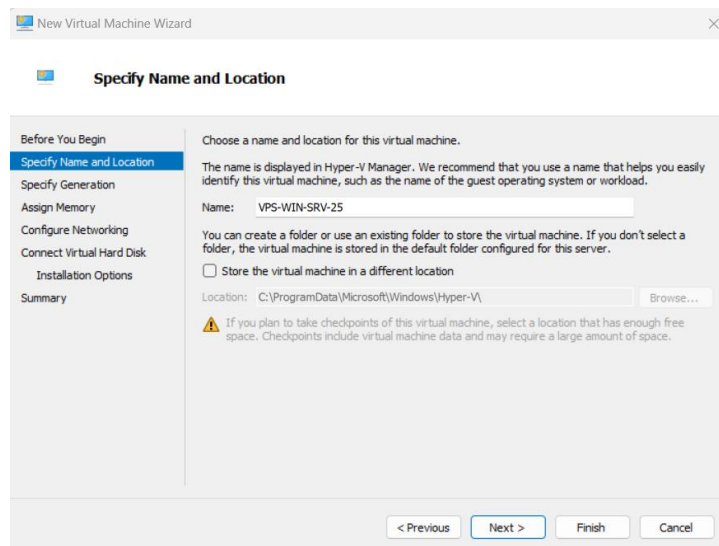 New Virtual Machine Wizard
Specify Name and Location
Before You Begin
Specify Name and Location
Specify Generation
Assign Memory
Configure Networking
Connect Virtual Hard Disk
Installation Options
Summary
Choose a name and location for this virtual machine.
The name is displayed in Hyper-V Manager. We recommend that you use a name that helps you easily
identify this virtual machine, such as the name of the guest operating system or workload.
Name: VPS-WIN-SRV-25
You can create a folder or use an existing folder to store the virtual machine. If you don't select a
folder, the virtual machine is stored in the default folder configured for this server.
Store the virtual machine in a different location
Location: C:\ProgramData\Microsoft\Windows\Hyper-V\ Browse...
If you plan to take checkpoints of this virtual machine, select a location that has enough free
space. Checkpoints include virtual machine data and may require a large amount of space.
< Previous Next > Finish Cancel